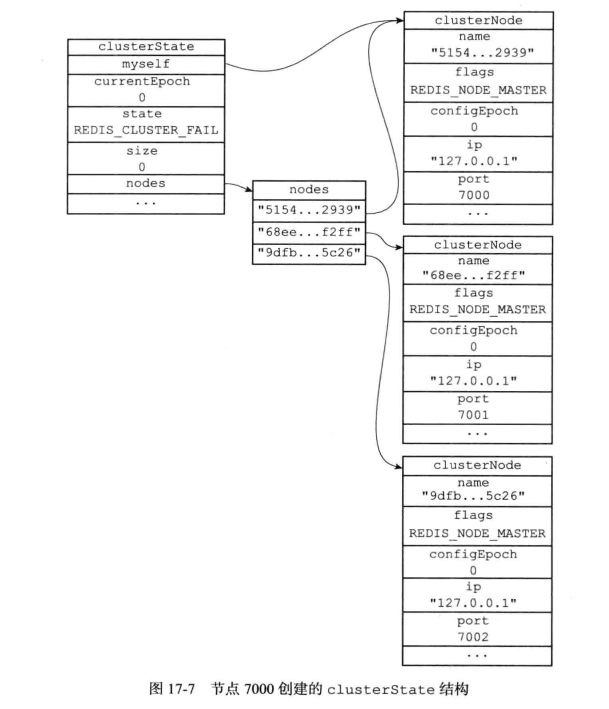 clusterState
myself
currentEpoch
0
state
REDIS_CLUSTER_FAIL
size
0
nodes
...
nodes
"5154...2939"
"68ee...f2ff"
"9dfb...5c26"
clusterNode
name
"5154...2939"
flags
REDIS_NODE_MASTER
configEpoch
0
ip
"127.0.0.1"
port
7000
...
clusterNode
name
"68ee...f2ff"
flags
REDIS_NODE_MASTER
configEpoch
0
ip
"127.0.0.1"
port
7001
...
clusterNode
name
"9dfb...5c26"
flags
REDIS_NODE_MASTER
configEpoch
0
ip
"127.0.0.1"
port
7002
...
图 17-7 节点 7000 创建的 clusterState 结构